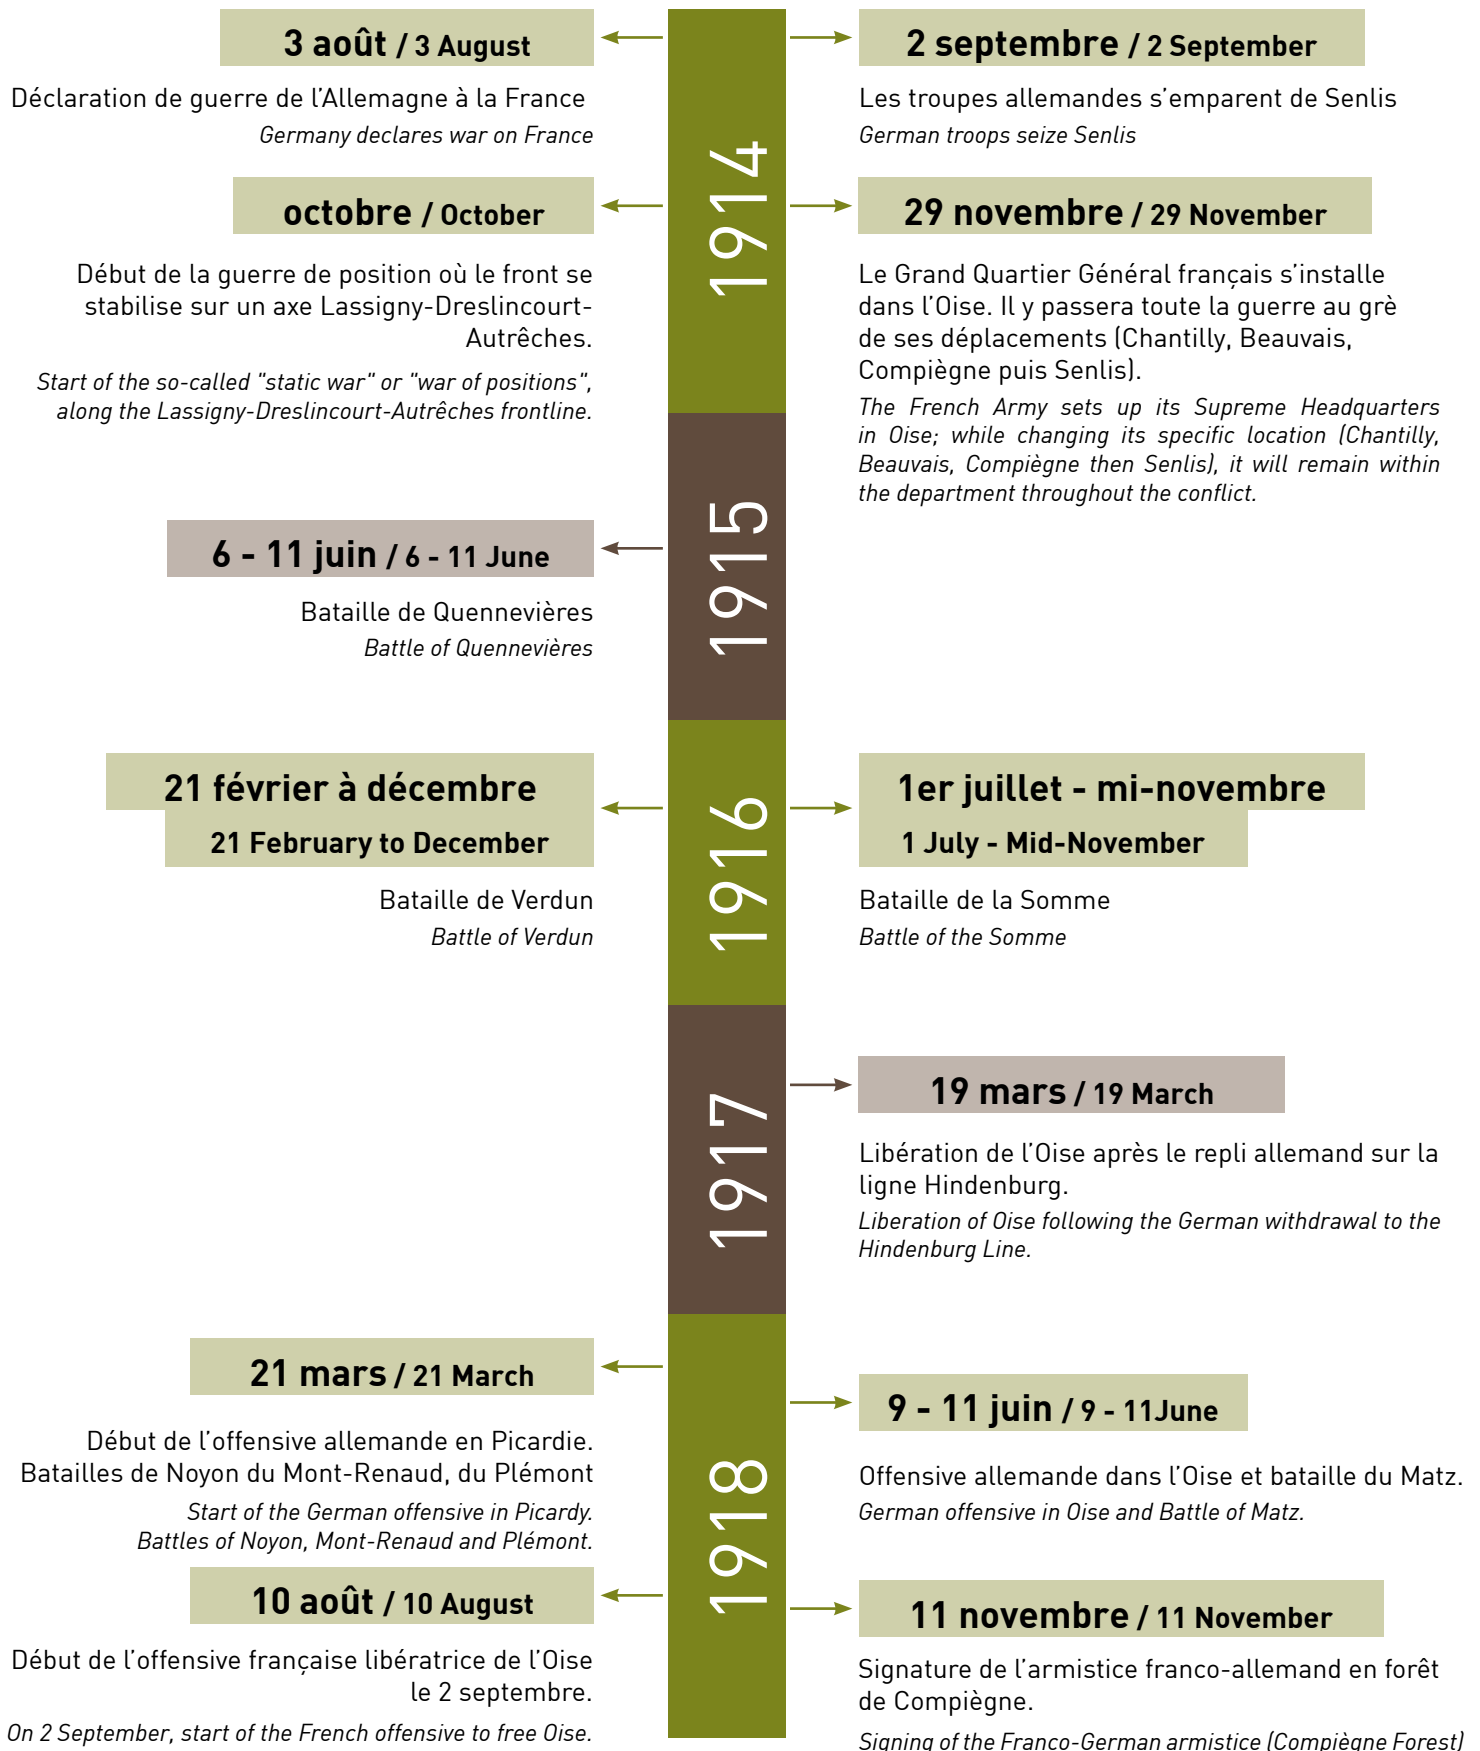 3 août / 3 August
Déclaration de guerre de l’Allemagne à la France
Germany declares war on France
2 septembre / 2 September
Les troupes allemandes s’emparent de Senlis
German troops seize Senlis
1914
octobre / October
Début de la guerre de position où le front se
stabilise sur un axe Lassigny-Dreslincourt-
Autrêches.
Start of the so-called "static war" or "war of positions",
along the Lassigny-Dreslincourt-Autrêches frontline.
29 novembre / 29 November
Le Grand Quartier Général français s’installe
dans l’Oise. Il y passera toute la guerre au grè
de ses déplacements (Chantilly, Beauvais,
Compiègne puis Senlis).
The French Army sets up its Supreme Headquarters
in Oise; while changing its specific location (Chantilly,
Beauvais, Compiègne then Senlis), it will remain within
the department throughout the conflict.
1915
6 - 11 juin / 6 - 11 June
Bataille de Quennevières
Battle of Quennevières
1916
21 février à décembre
21 February to December
Bataille de Verdun
Battle of Verdun
1er juillet - mi-novembre
1 July - Mid-November
Bataille de la Somme
Battle of the Somme
1917
19 mars / 19 March
Libération de l’Oise après le repli allemand sur la
ligne Hindenburg.
Liberation of Oise following the German withdrawal to the
Hindenburg Line.
1918
21 mars / 21 March
Début de l’offensive allemande en Picardie.
Batailles de Noyon du Mont-Renaud, du Plémont
Start of the German offensive in Picardy.
Battles of Noyon, Mont-Renaud and Plémont.
9 - 11 juin / 9 - 11June
Offensive allemande dans l’Oise et bataille du Matz.
German offensive in Oise and Battle of Matz.
10 août / 10 August
Début de l’offensive française libératrice de l’Oise
le 2 septembre.
On 2 September, start of the French offensive to free Oise.
11 novembre / 11 November
Signature de l’armistice franco-allemand en forêt
de Compiègne.
Signing of the Franco-German armistice (Compiègne Forest)